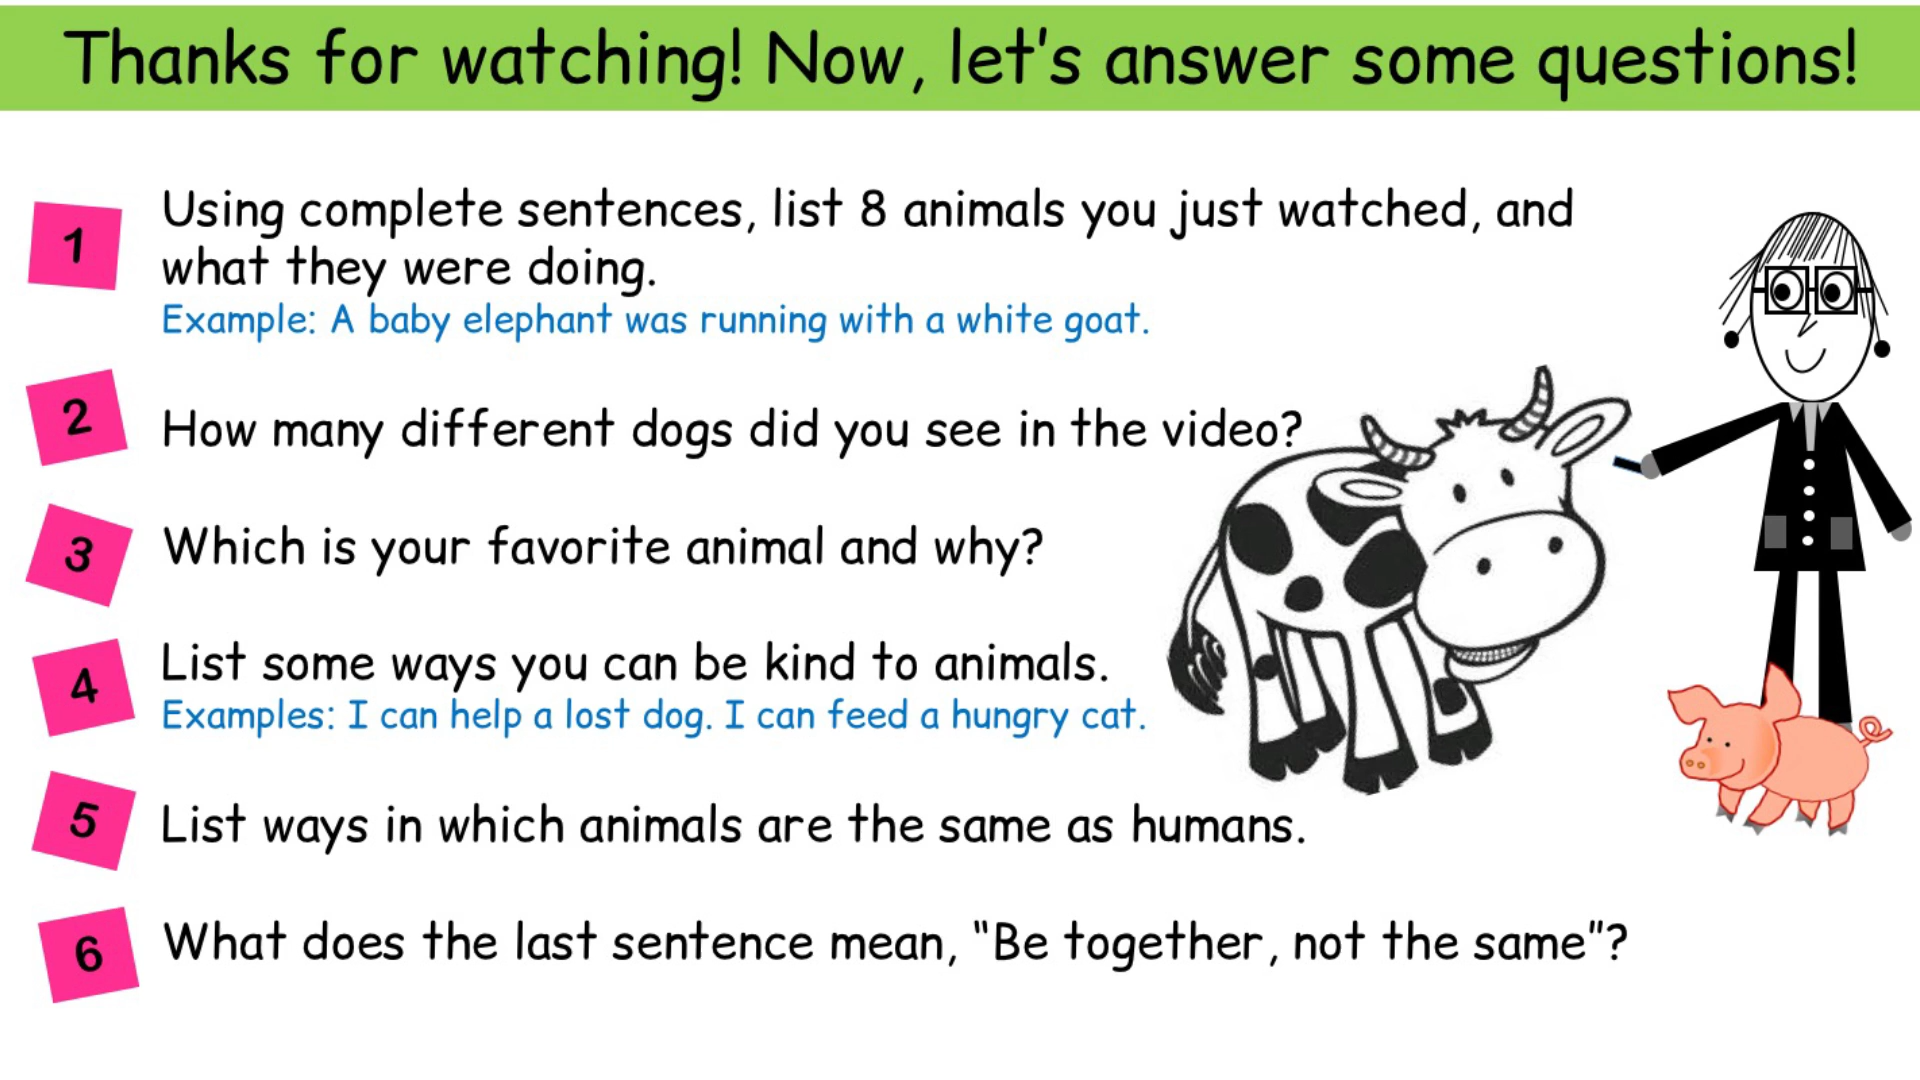 Thanks for watching! Now, let's answer some questions!
1
Using complete sentences, list 8 animals you just watched, and
what they were doing.
Example: A baby elephant was running with a white goat.
2
How many different dogs did you see in the video?
3
Which is your favorite animal and why?
4
List some ways you can be kind to animals.
Examples: I can help a lost dog. I can feed a hungry cat.
5
List ways in which animals are the same as humans.
6
What does the last sentence mean, "Be together, not the same"?